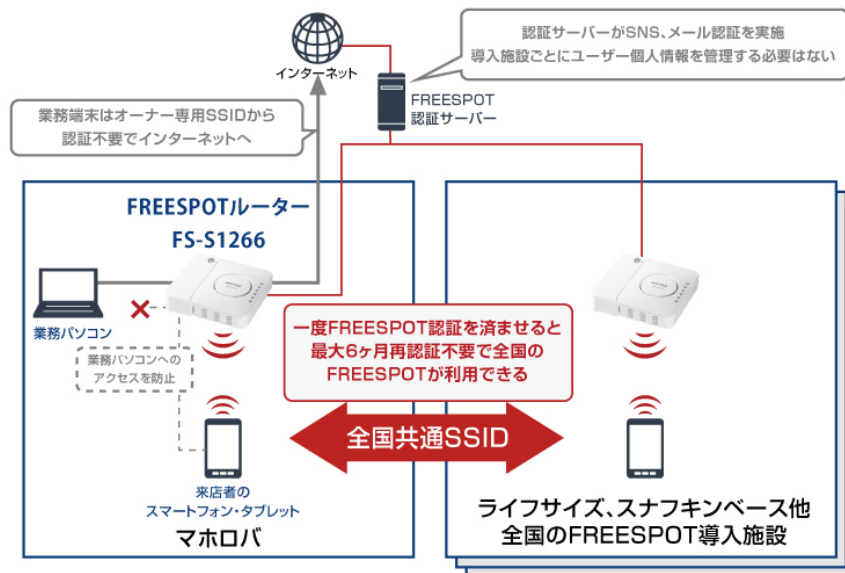 認証サーバーがSNS、メール認証を実施
導入施設ごとにユーザー個人情報を管理する必要はない
インターネット
FREESPOT
認証サーバー
業務端末はオーナー専用SSIDから
認証不要でインターネットへ
FREESPOTルーター
FS-S1266
業務パソコン
業務パソコンへの
アクセスを防止
一度FREESPOT認証を済ませると
最大6ヶ月再認証不要で全国の
FREESPOTが利用できる
全国共通SSID
来店者の
スマートフォン・タブレット
マホロバ
ライフサイズ、スナフキンベース他
全国のFREESPOT導入施設